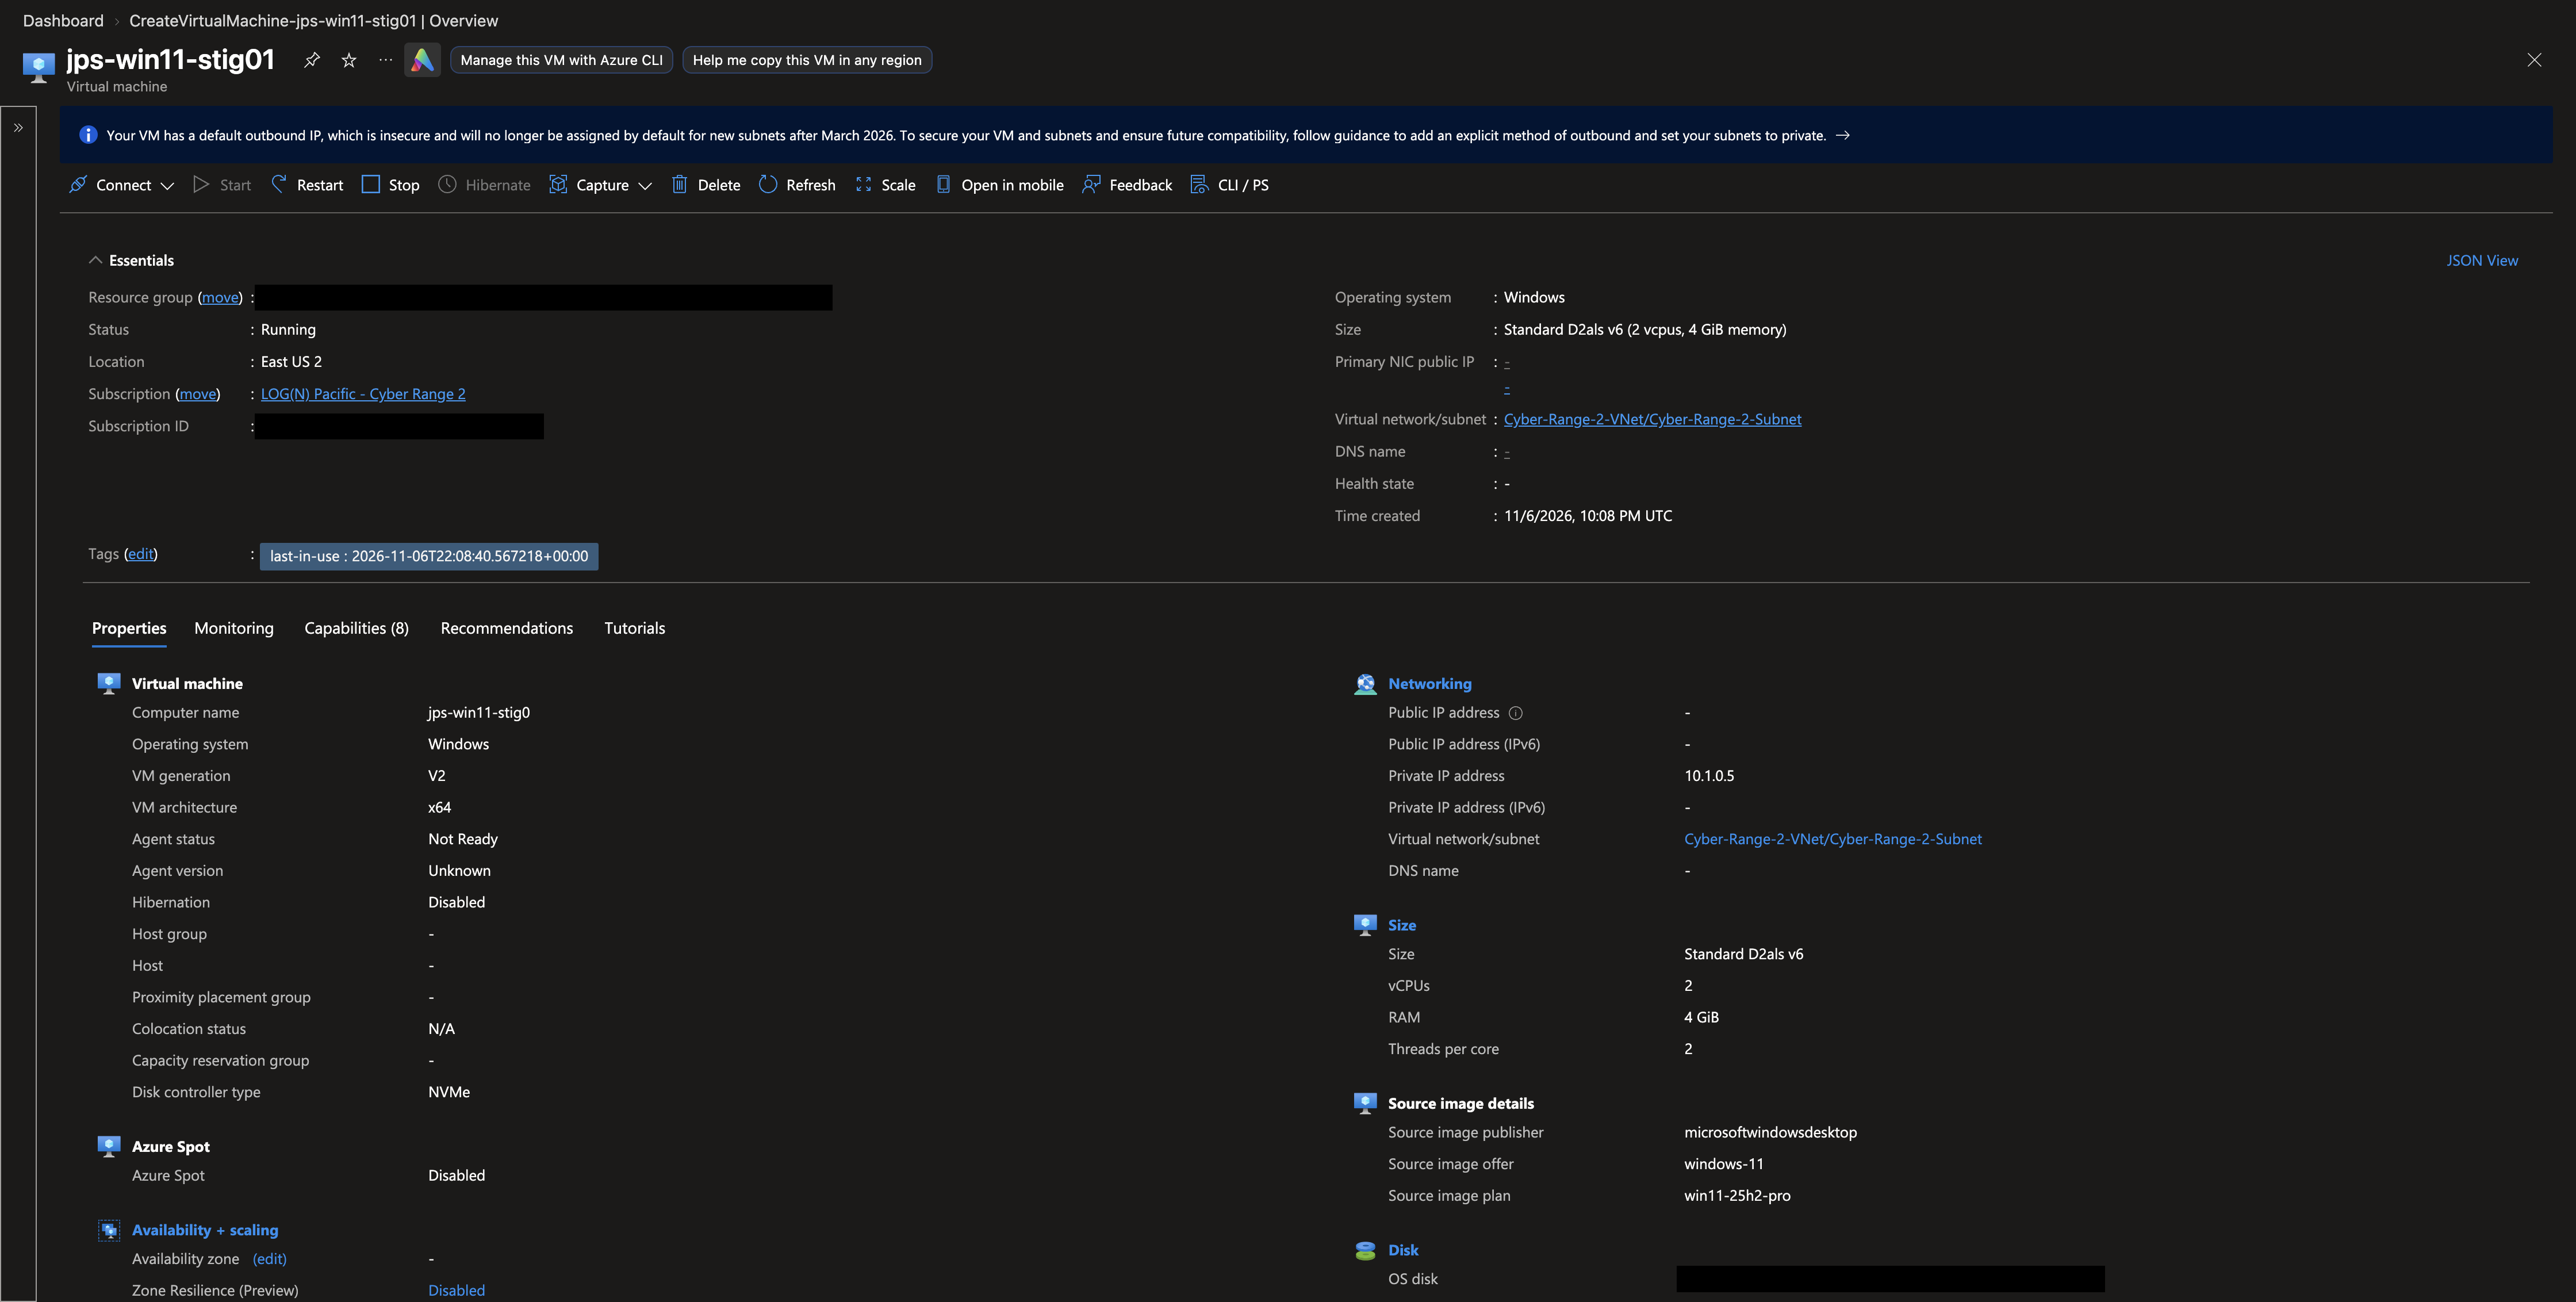 Dashboard > CreateVirtualMachine-jps-win11-stig01 | Overview
jps-win11-stig01
Manage this VM with Azure CLI
Help me copy this VM in any region
Virtual machine
Your VM has a default outbound IP, which is insecure and will no longer be assigned by default for new subnets after March 2026. To secure your VM and subnets and ensure future compatibility, follow guidance to add an explicit method of outbound and set your subnets to private. →
Connect Start Restart Stop Hibernate Capture Delete Refresh Scale Open in mobile Feedback CLI / PS
Essentials
JSON View
Resource group (move) :
Status : Running
Location : East US 2
Subscription (move) : LOG(N) Pacific - Cyber Range 2
Subscription ID :
Operating system : Windows
Size : Standard D2als v6 (2 vcpus, 4 GiB memory)
Primary NIC public IP : -
-
Virtual network/subnet : Cyber-Range-2-VNet/Cyber-Range-2-Subnet
DNS name : -
Health state : -
Time created : 11/6/2026, 10:08 PM UTC
Tags (edit) : last-in-use : 2026-11-06T22:08:40.567218+00:00
Properties Monitoring Capabilities (8) Recommendations Tutorials
Virtual machine
Computer name jps-win11-stig0
Operating system Windows
VM generation V2
VM architecture x64
Agent status Not Ready
Agent version Unknown
Hibernation Disabled
Host group -
Host -
Proximity placement group -
Colocation status N/A
Capacity reservation group -
Disk controller type NVMe
Azure Spot
Azure Spot Disabled
Availability + scaling
Availability zone (edit) -
Zone Resilience (Preview) Disabled
Networking
Public IP address -
Public IP address (IPv6) -
Private IP address 10.1.0.5
Private IP address (IPv6) -
Virtual network/subnet Cyber-Range-2-VNet/Cyber-Range-2-Subnet
DNS name -
Size
Size Standard D2als v6
vCPUs 2
RAM 4 GiB
Threads per core 2
Source image details
Source image publisher microsoftwindowsdesktop
Source image offer windows-11
Source image plan win11-25h2-pro
Disk
OS disk